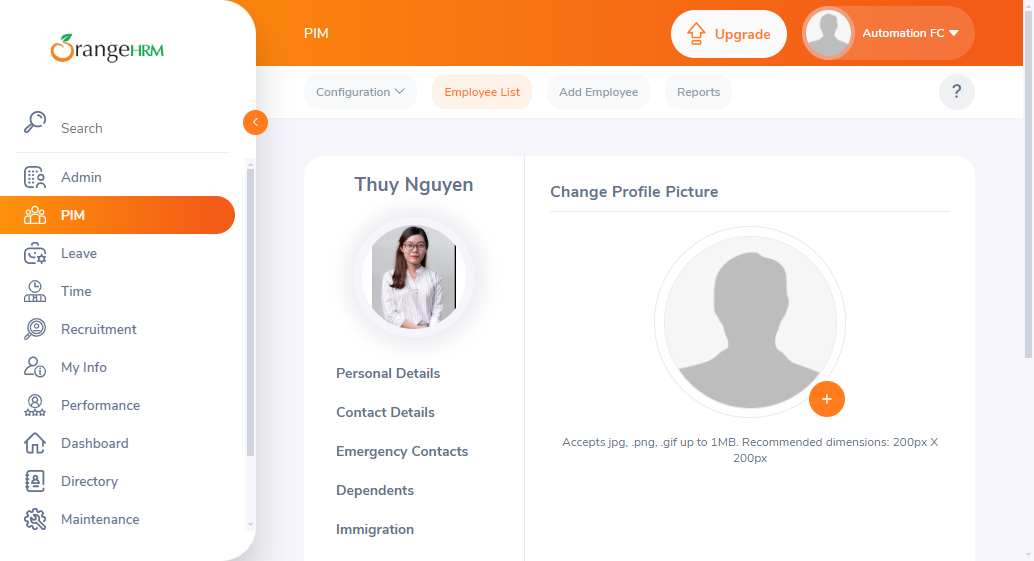 OrangeHRM
PIM
Upgrade
Automation FC
Search
Configuration
Employee List
Add Employee
Reports
?
Admin
PIM
Leave
Time
Recruitment
My Info
Performance
Dashboard
Directory
Maintenance
Thuy Nguyen
Personal Details
Contact Details
Emergency Contacts
Dependents
Immigration
Change Profile Picture
+
Accepts jpg, .png, .gif up to 1MB. Recommended dimensions: 200px X
200px